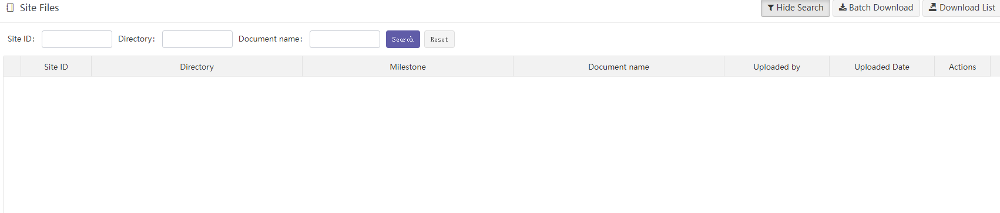 Site Files
Hide Search
Batch Download
Download List
Site ID:
Directory:
Document name:
Search
Reset
Site ID
Directory
Milestone
Document name
Uploaded by
Uploaded Date
Actions